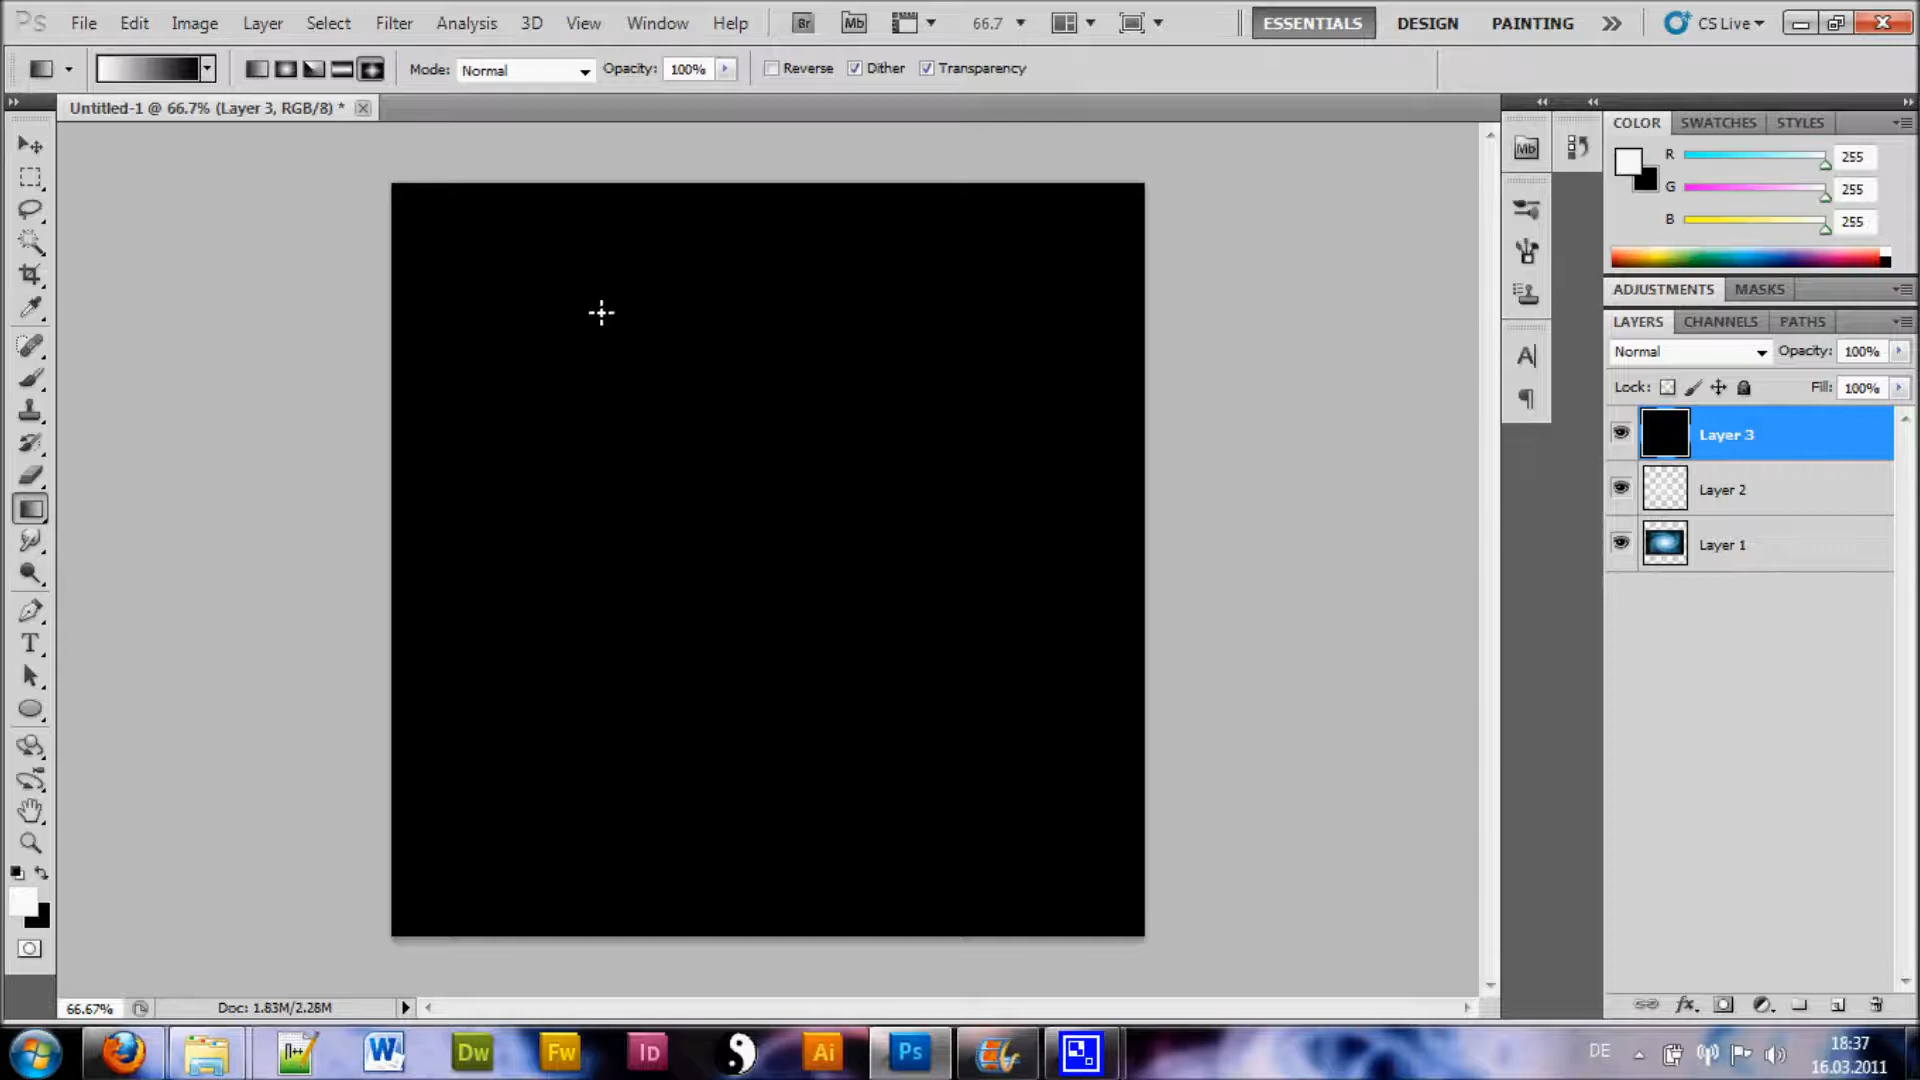 Ps File Edit Image Layer Select Filter Analysis 3D View Window Help Br Mb 66.7 ESSENTIALS DESIGN PAINTING CS Live
Mode: Normal Opacity: 100% Reverse Dither Transparency
Untitled-1 @ 66.7% (Layer 3, RGB/8) *
COLOR SWATCHES STYLES
Mb
R 255
G 255
B 255
ADJUSTMENTS MASKS
LAYERS CHANNELS PATHS
Normal Opacity: 100%
A
Lock: Fill: 100%
Layer 3
Layer 2
Layer 1
T
fx
66.67% Doc: 1.83M/2.28M
W Dw Fw Id Ai Ps DE 18:37
16.03.2011